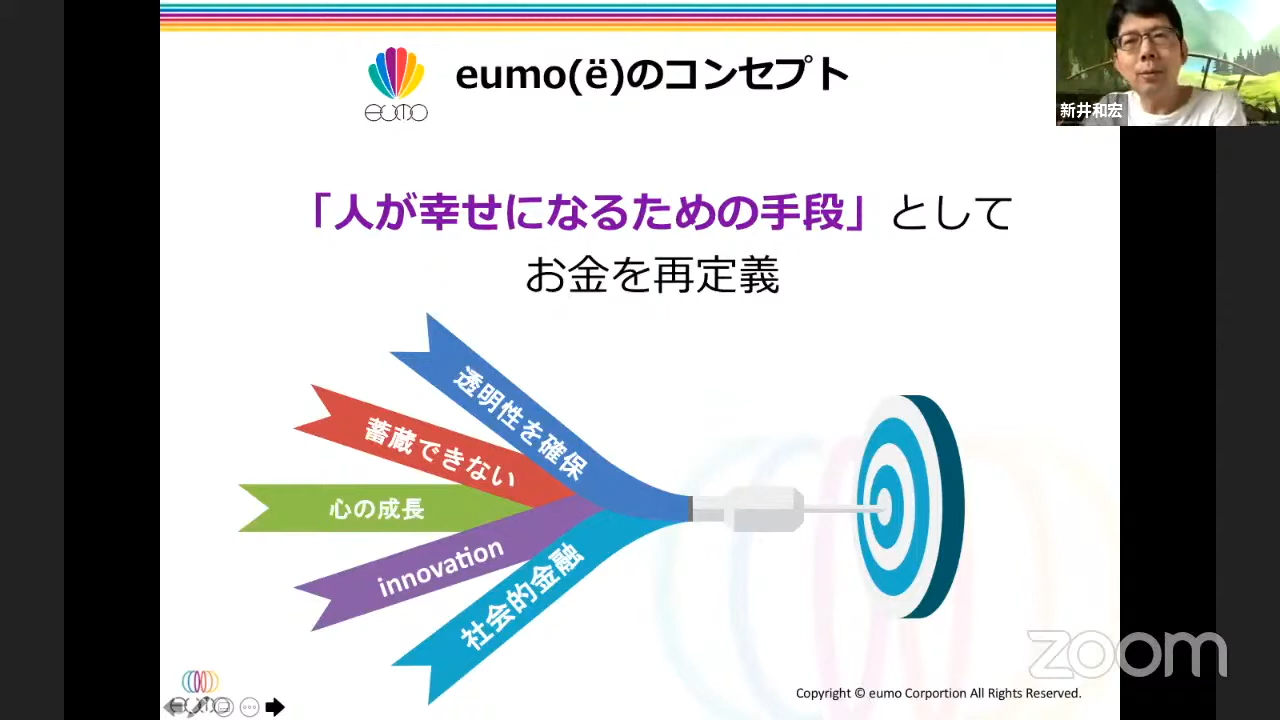 eumo(ë)のコンセプト
eumo
新井和宏
「人が幸せになるための手段」として
お金を再定義
透明性を確保
蓄蔵できない
心の成長
innovation
社会的金融
zoom
eumo
Copyright © eumo Corportion All Rights Reserved.